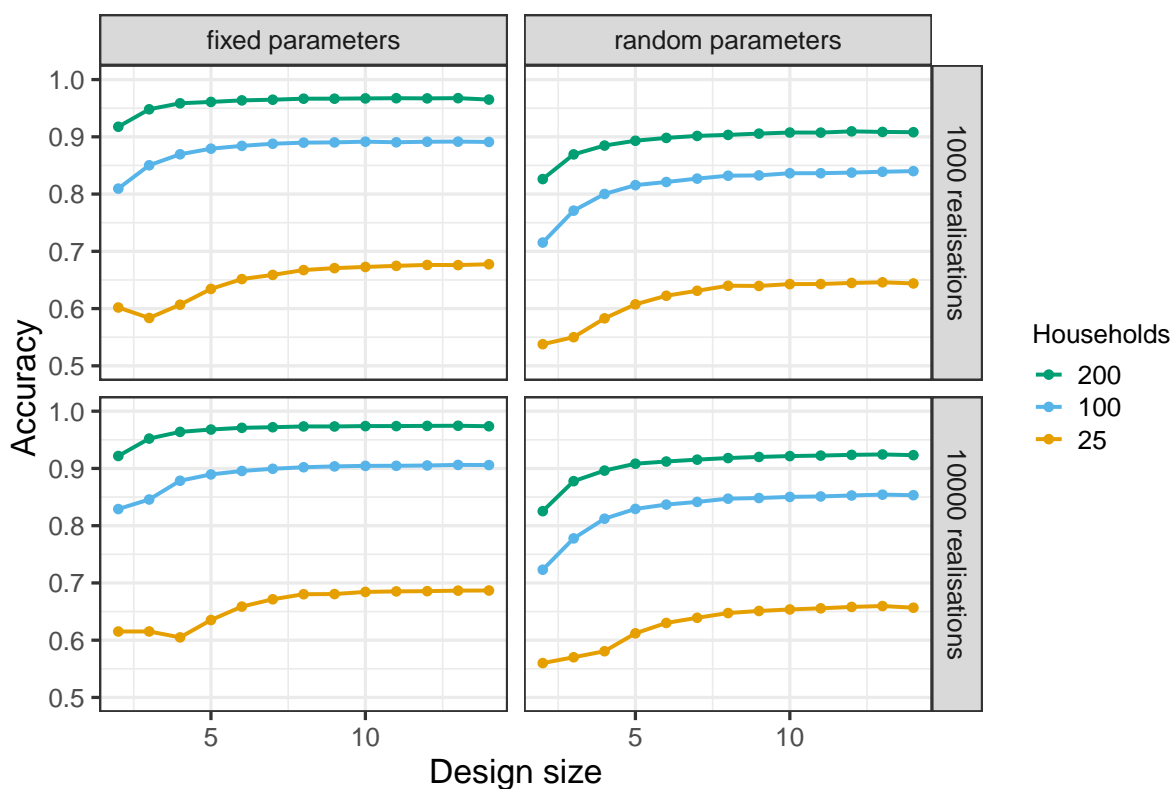 fixed parameters
random parameters
1.0
0.9
0.8
0.7
0.6
0.5
1000 realisations
1.0
0.9
0.8
0.7
0.6
0.5
10000 realisations
Accuracy
5
10
5
10
Design size
Households
200
100
25